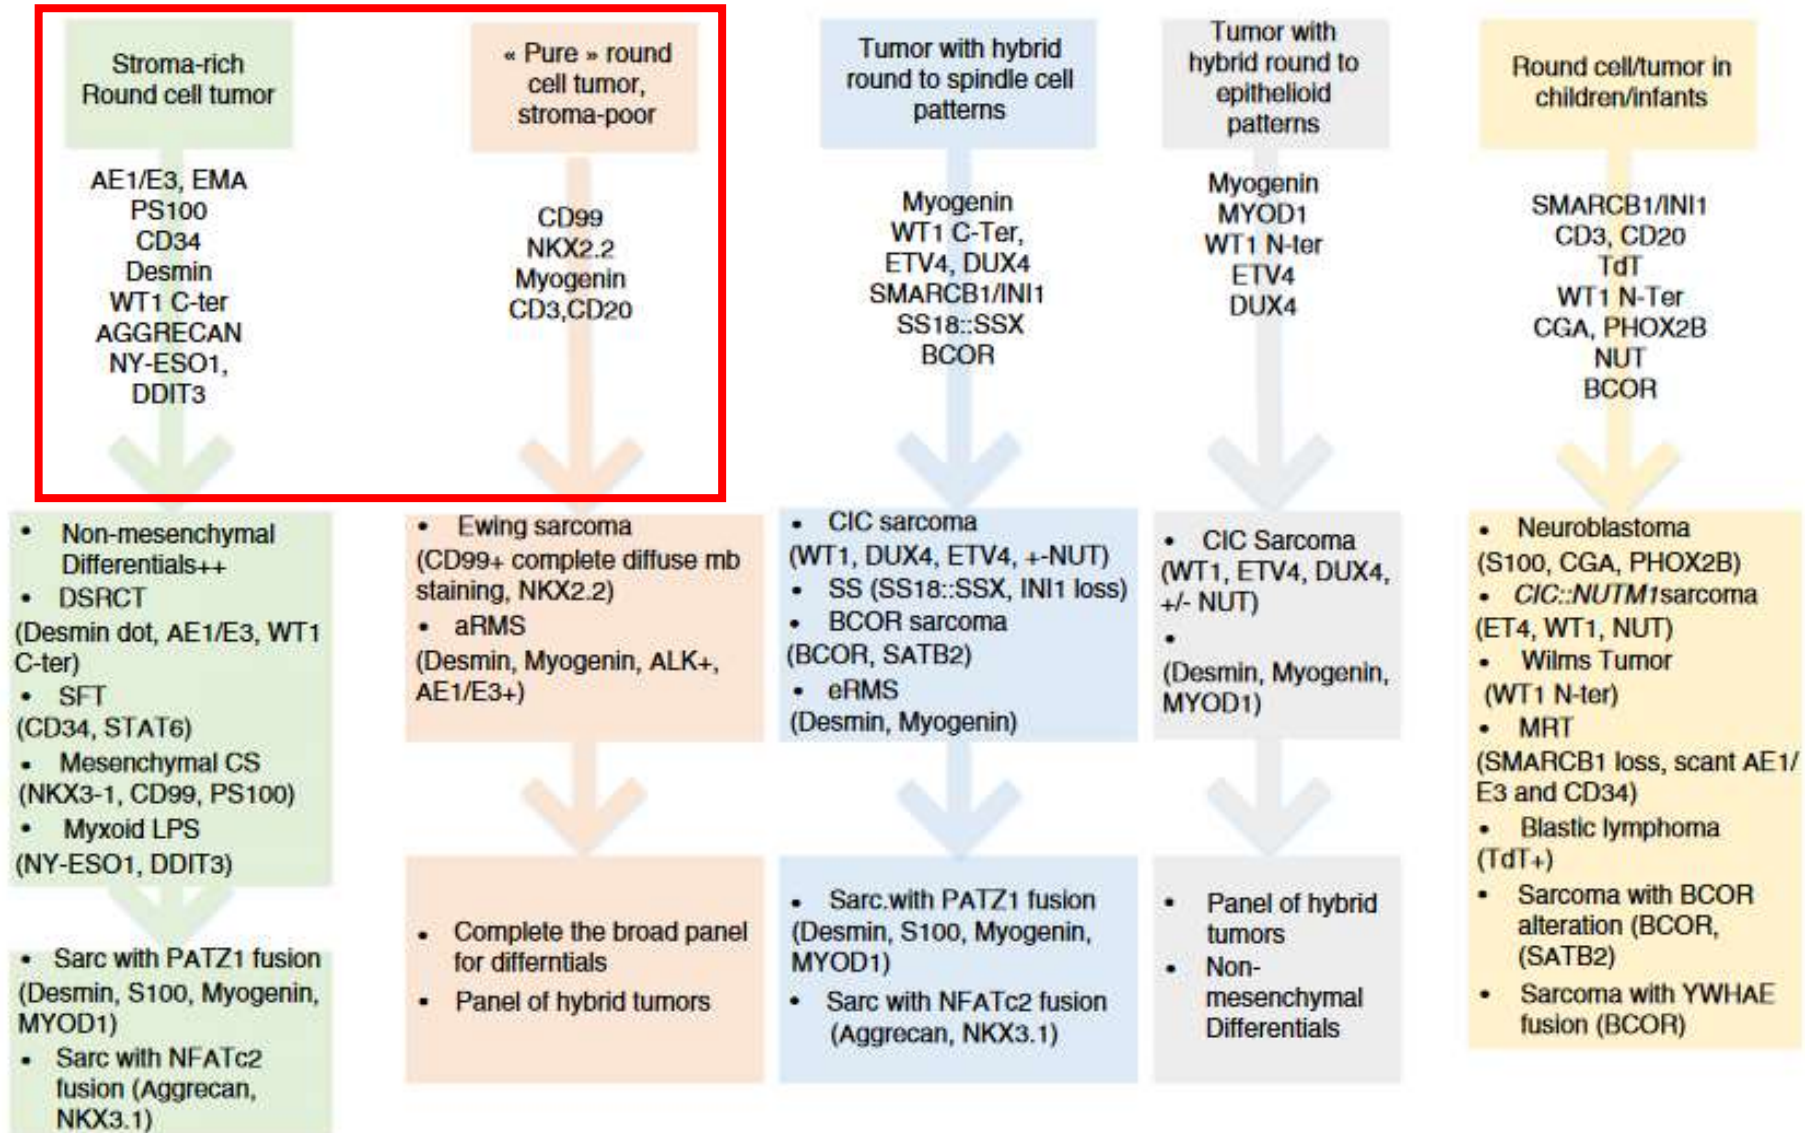 Stroma-rich
Round cell tumor
AE1/E3, EMA
PS100
CD34
Desmin
WT1 C-ter
AGGRECAN
NY-ESO1,
DDIT3
• Non-mesenchymal
Differentials++
• DSRCT
(Desmin dot, AE1/E3, WT1
C-ter)
• SFT
(CD34, STAT6)
• Mesenchymal CS
(NKX3-1, CD99, PS100)
• Myxoid LPS
(NY-ESO1, DDIT3)
• Sarc with PATZ1 fusion
(Desmin, S100, Myogenin,
MYOD1)
• Sarc with NFATc2
fusion (Aggrecan,
NKX3.1)
« Pure » round
cell tumor,
stroma-poor
CD99
NKX2.2
Myogenin
CD3,CD20
• Ewing sarcoma
(CD99+ complete diffuse mb
staining, NKX2.2)
• aRMS
(Desmin, Myogenin, ALK+,
AE1/E3+)
• Complete the broad panel
for differntials
• Panel of hybrid tumors
Tumor with hybrid
round to spindle cell
patterns
Myogenin
WT1 C-Ter,
ETV4, DUX4
SMARCB1/INI1
SS18::SSX
BCOR
• CIC sarcoma
(WT1, DUX4, ETV4, +-NUT)
• SS (SS18::SSX, INI1 loss)
• BCOR sarcoma
(BCOR, SATB2)
• eRMS
(Desmin, Myogenin)
• Sarc.with PATZ1 fusion
(Desmin, S100, Myogenin,
MYOD1)
• Sarc with NFATc2 fusion
(Aggrecan, NKX3.1)
Tumor with
hybrid round to
epithelioid
patterns
Myogenin
MYOD1
WT1 N-ter
ETV4
DUX4
• CIC Sarcoma
(WT1, ETV4, DUX4,
+/- NUT)
•
(Desmin, Myogenin,
MYOD1)
• Panel of hybrid
tumors
• Non-
mesenchymal
Differentials
Round cell/tumor in
children/infants
SMARCB1/INI1
CD3, CD20
TdT
WT1 N-Ter
CGA, PHOX2B
NUT
BCOR
• Neuroblastoma
(S100, CGA, PHOX2B)
• CIC::NUTM1sarcoma
(ET4, WT1, NUT)
• Wilms Tumor
(WT1 N-ter)
• MRT
(SMARCB1 loss, scant AE1/
E3 and CD34)
• Blastic lymphoma
(TdT+)
• Sarcoma with BCOR
alteration (BCOR,
(SATB2)
• Sarcoma with YWHAE
fusion (BCOR)